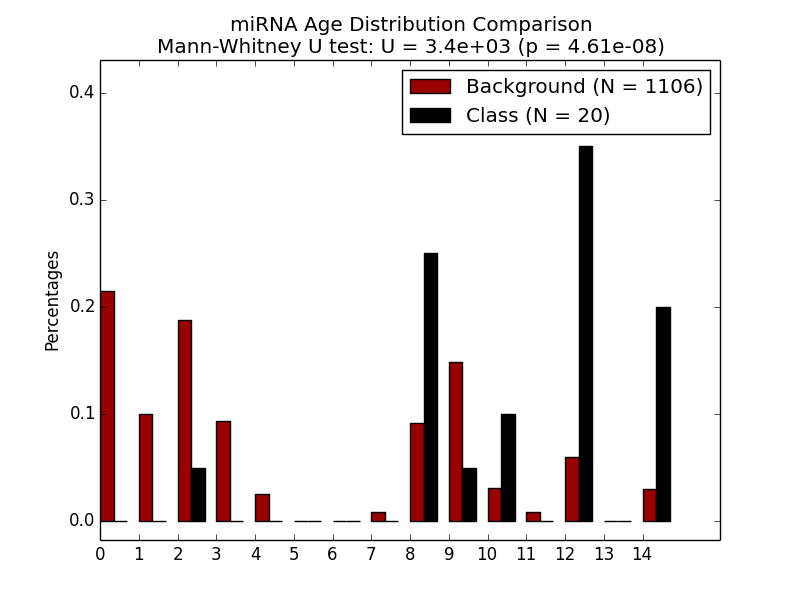 miRNA Age Distribution Comparison
Mann-Whitney U test: U = 3.4e+03 (p = 4.61e-08)
Background (N = 1106)
Class (N = 20)
Percentages
0.4
0.3
0.2
0.1
0.0
0 1 2 3 4 5 6 7 8 9 10 11 12 13 14